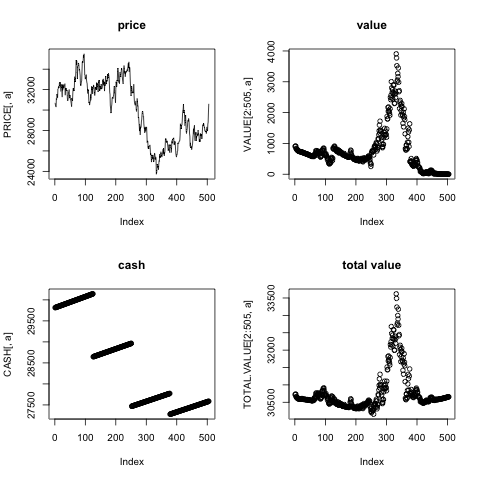 price
PRICE[, a]
24000 28000 32000
0 100 200 300 400 500
Index
value
VALUE[2:505, a]
0 1000 2000 3000 4000
0 100 200 300 400 500
Index
cash
CASH[, a]
27500 28500 29500
0 100 200 300 400 500
Index
total value
TOTAL.VALUE[2:505, a]
30500 32000 33500
0 100 200 300 400 500
Index